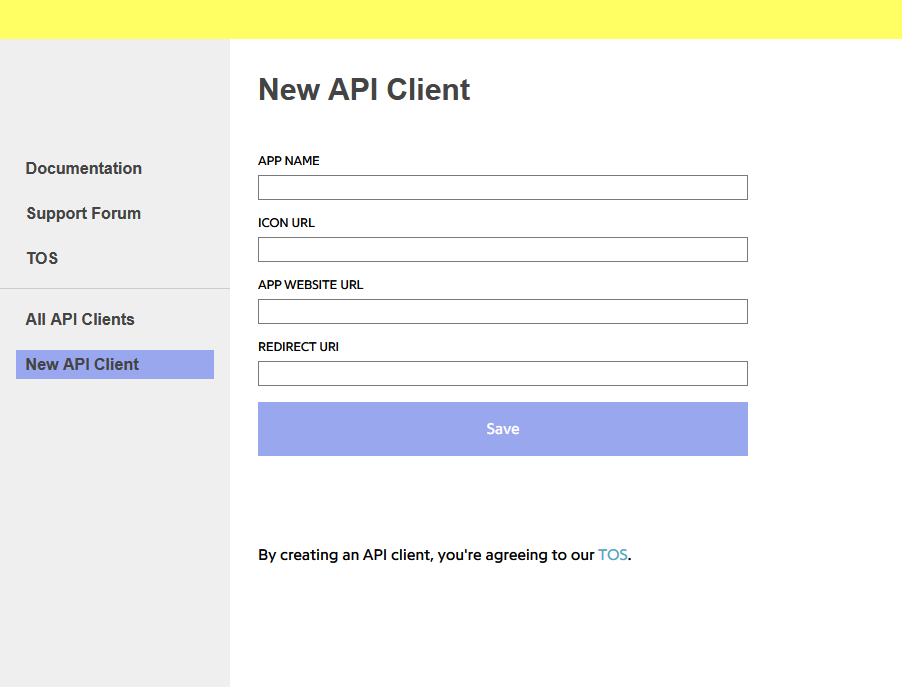 New API Client
Documentation
Support Forum
TOS
All API Clients
New API Client
APP NAME
ICON URL
APP WEBSITE URL
REDIRECT URI
Save
By creating an API client, you're agreeing to our TOS.